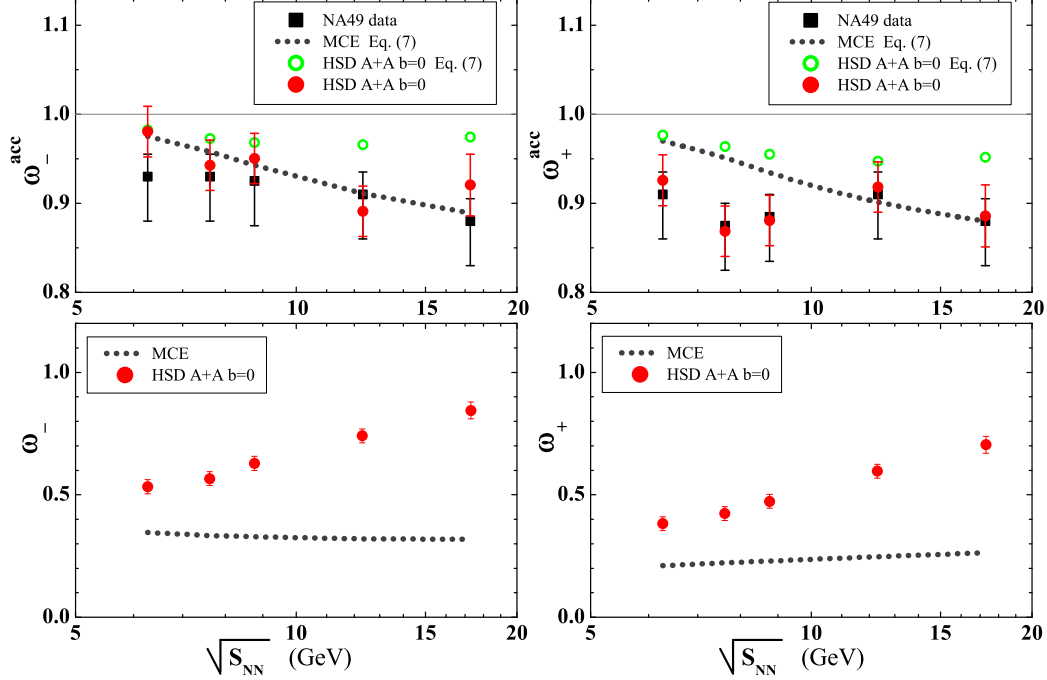 1.1
1.0
0.9
0.8
ω₋ᵃᶜᶜ
NA49 data
MCE Eq. (7)
HSD A+A b=0 Eq. (7)
HSD A+A b=0
5 10 15 20
1.1
1.0
0.9
0.8
ω₊ᵃᶜᶜ
NA49 data
MCE Eq. (7)
HSD A+A b=0 Eq. (7)
HSD A+A b=0
5 10 15 20
1.0
0.5
0.0
ω₋
MCE
HSD A+A b=0
5 10 15 20
√S_NN (GeV)
1.0
0.5
0.0
ω₊
MCE
HSD A+A b=0
5 10 15 20
√S_NN (GeV)